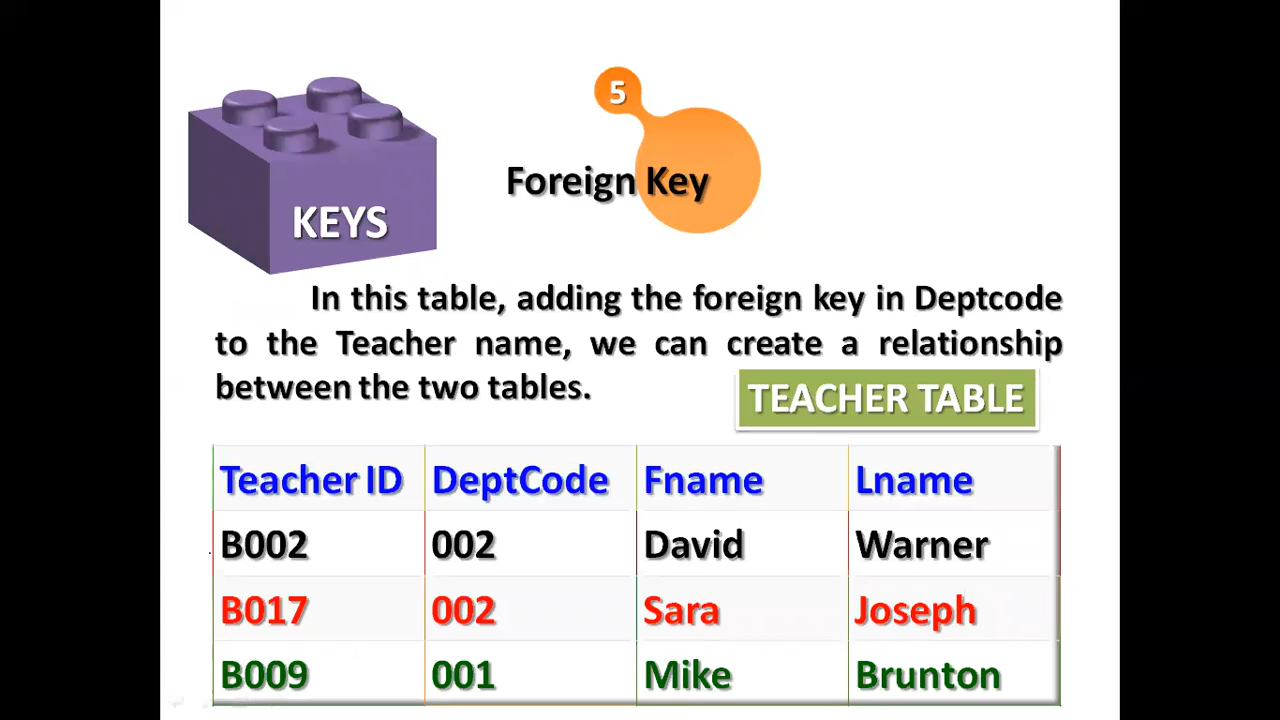 5
Foreign Key
KEYS
In this table, adding the foreign key in Deptcode
to the Teacher name, we can create a relationship
between the two tables.
TEACHER TABLE
Teacher ID DeptCode Fname Lname
B002 002 David Warner
B017 002 Sara Joseph
B009 001 Mike Brunton